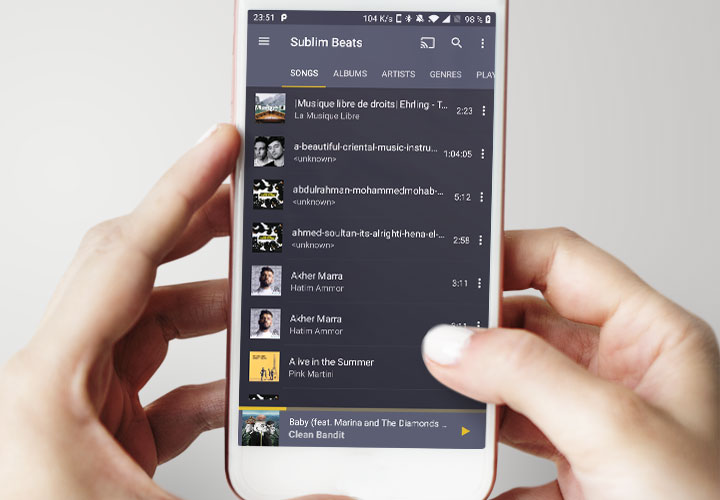 23:51 104 K/s 98 %
Sublim Beats
SONGS ALBUMS ARTISTS GENRES PLAY
|Musique libre de droits| Ehrling - T...
La Musique Libre
2:23
a-beautiful-oriental-music-instru...
<unknown>
1:04:05
abdulrahman-mohammedmohab-...
<unknown>
5:12
ahmed-soultan-its-alrighti-hena-el-...
<unknown>
2:58
Akher Marra
Hatim Ammor
3:11
Akher Marra
Hatim Ammor
A ive in the Summer
Pink Martini
Baby (feat. Marina and The Diamonds ...
Clean Bandit